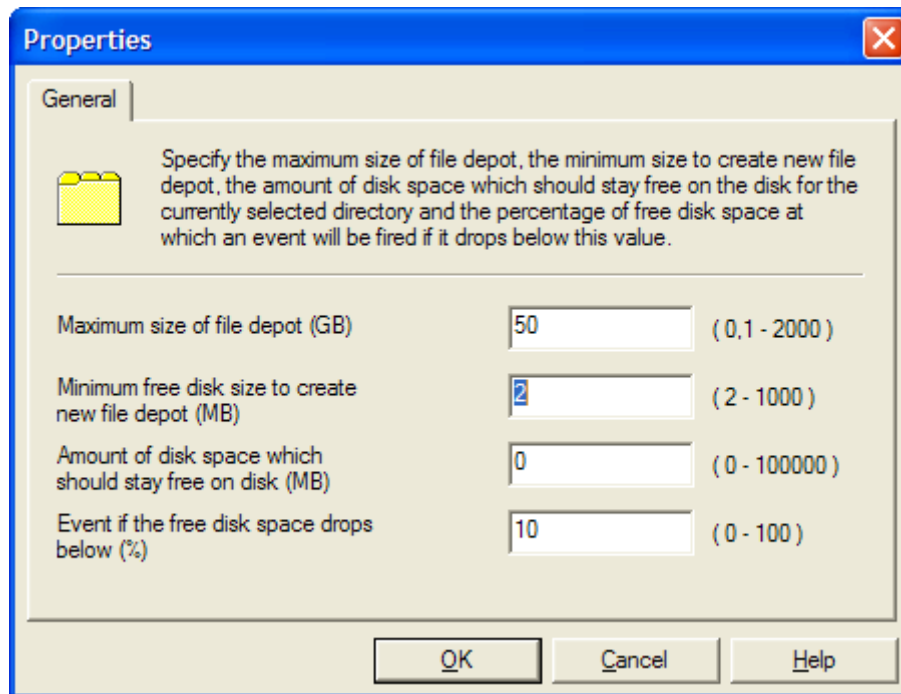 Properties
General
Specify the maximum size of file depot, the minimum size to create new file
depot, the amount of disk space which should stay free on the disk for the
currently selected directory and the percentage of free disk space at
which an event will be fired if it drops below this value.
Maximum size of file depot (GB)
50
( 0,1 - 2000 )
Minimum free disk size to create
new file depot (MB)
2
( 2 - 1000 )
Amount of disk space which
should stay free on disk (MB)
0
( 0 - 100000 )
Event if the free disk space drops
below (%)
10
( 0 - 100 )
OK
Cancel
Help